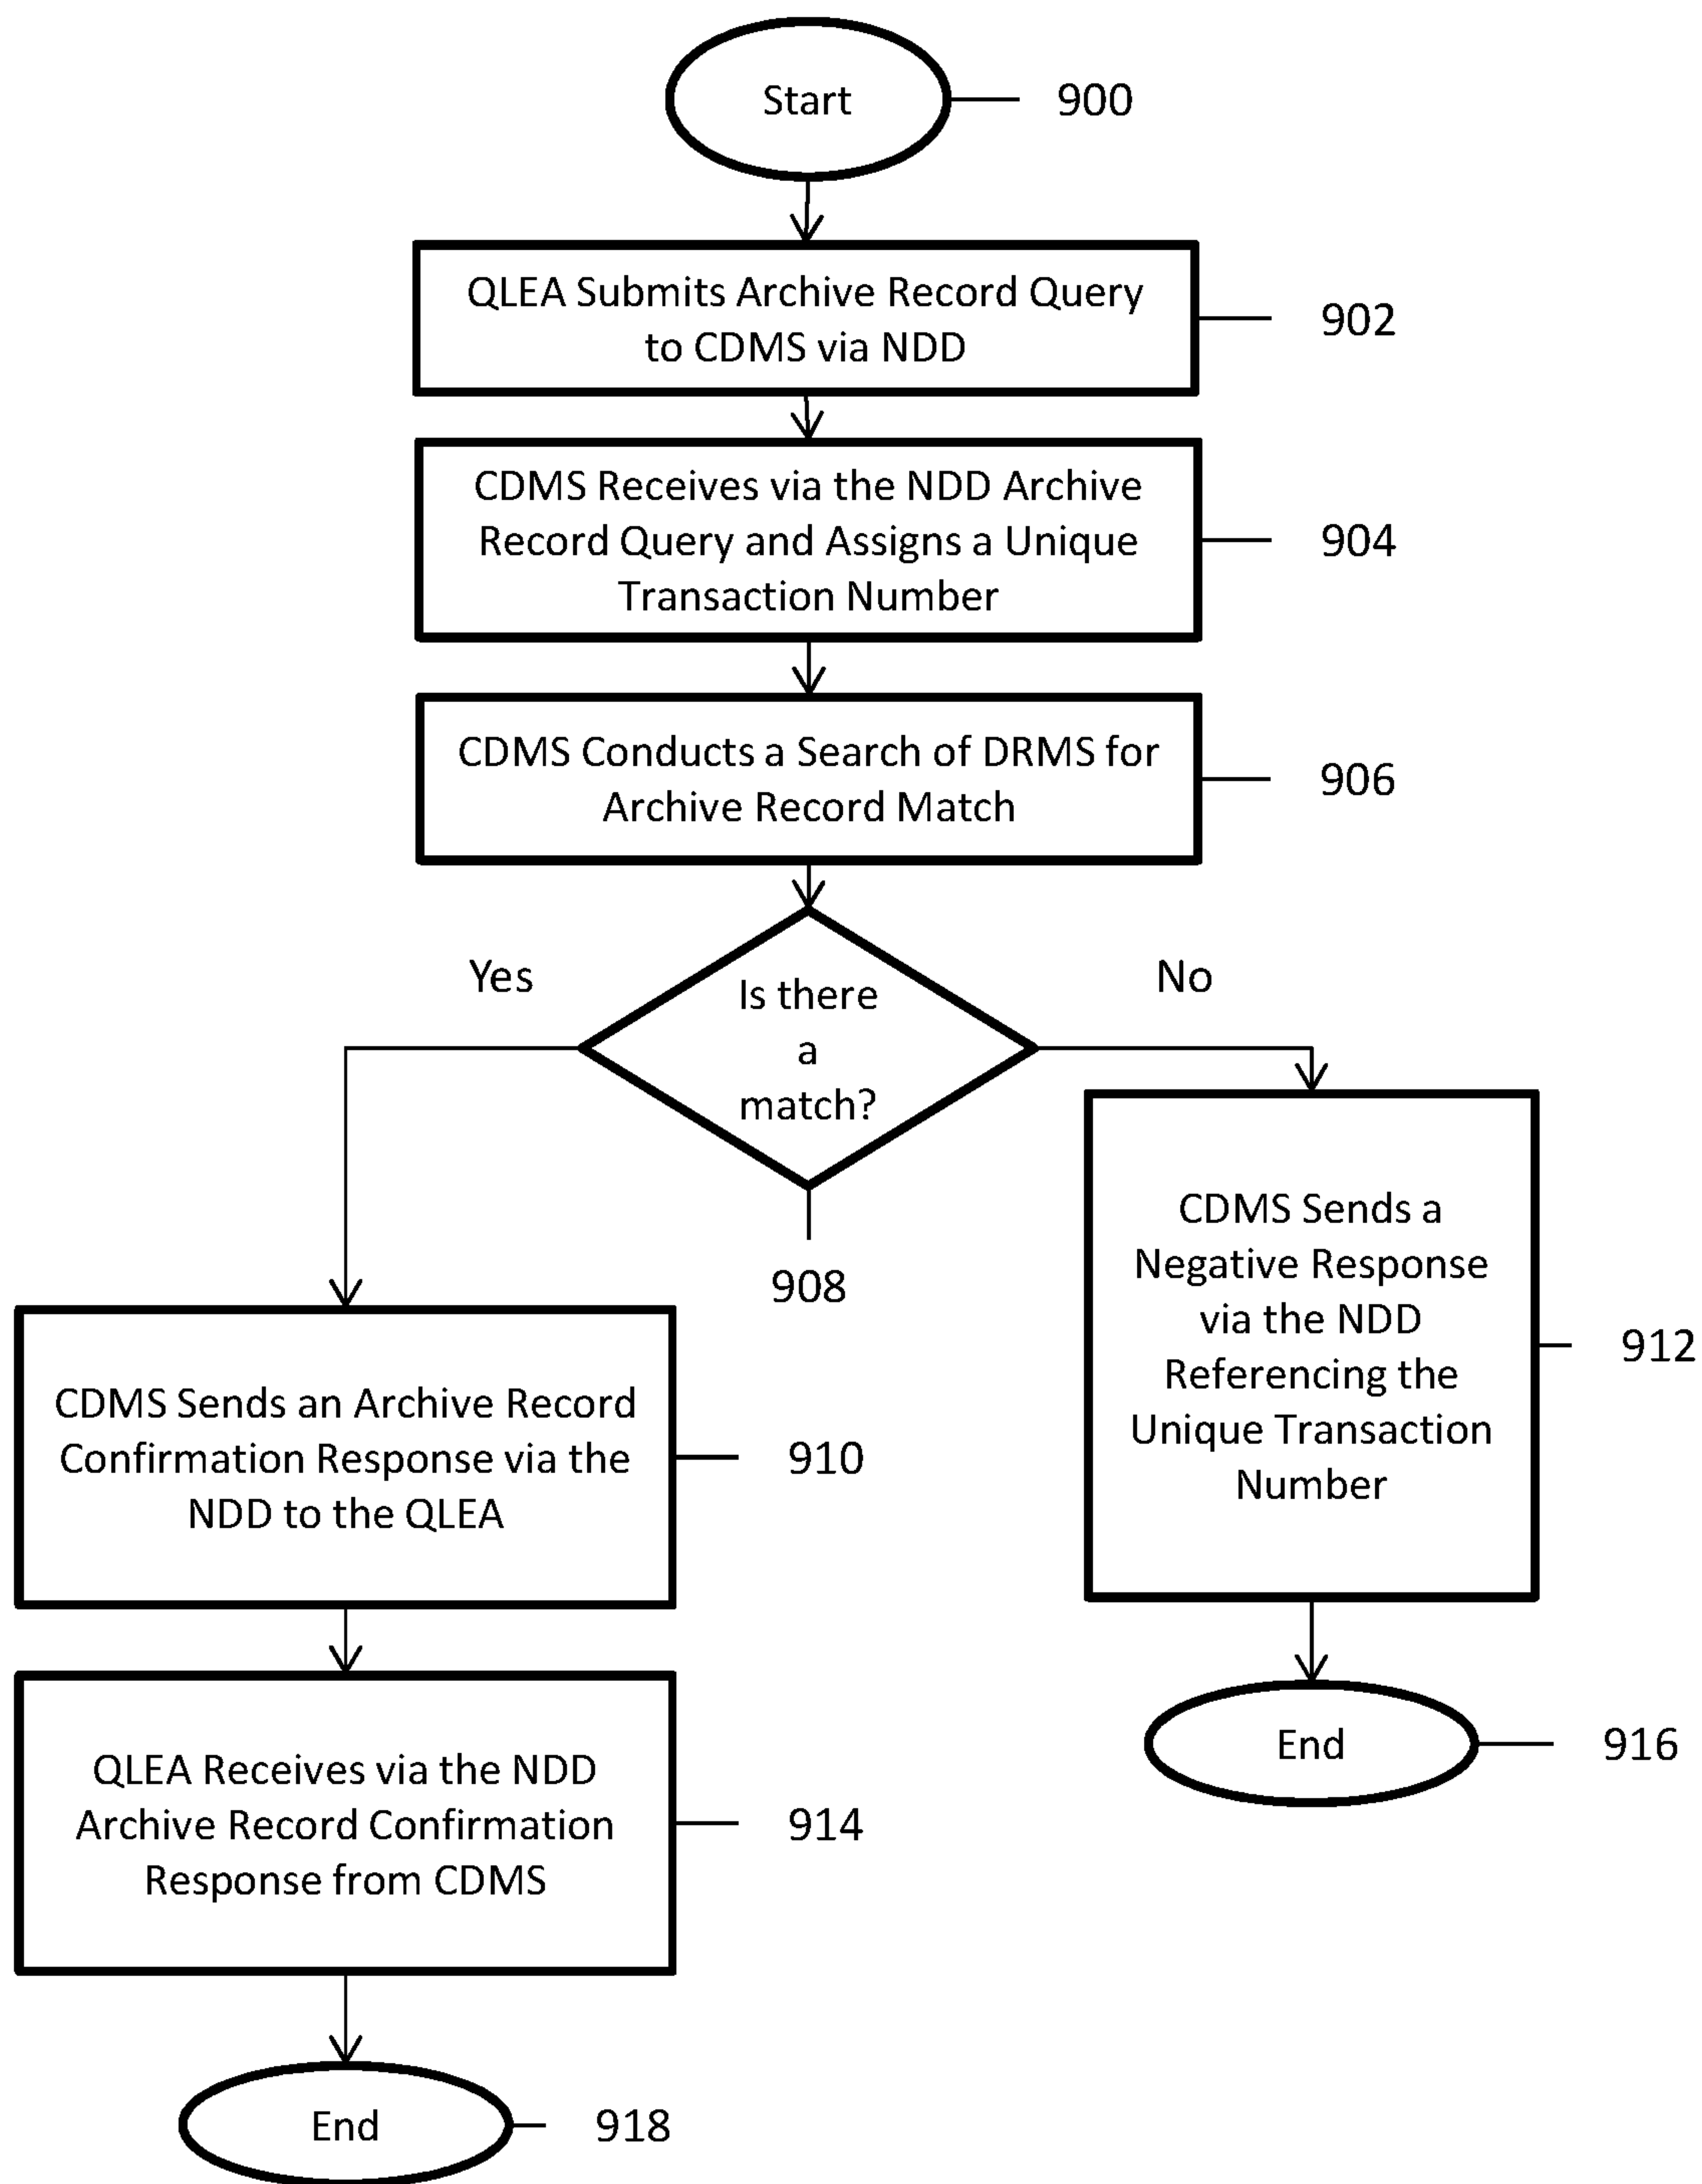 Start
900
QLEA Submits Archive Record Query
to CDMS via NDD
902
CDMS Receives via the NDD Archive
Record Query and Assigns a Unique
Transaction Number
904
CDMS Conducts a Search of DRMS for
Archive Record Match
906
Yes
No
Is there
a
match?
908
CDMS Sends an Archive Record
Confirmation Response via the
NDD to the QLEA
910
CDMS Sends a
Negative Response
via the NDD
Referencing the
Unique Transaction
Number
912
QLEA Receives via the NDD
Archive Record Confirmation
Response from CDMS
914
End
916
End
918